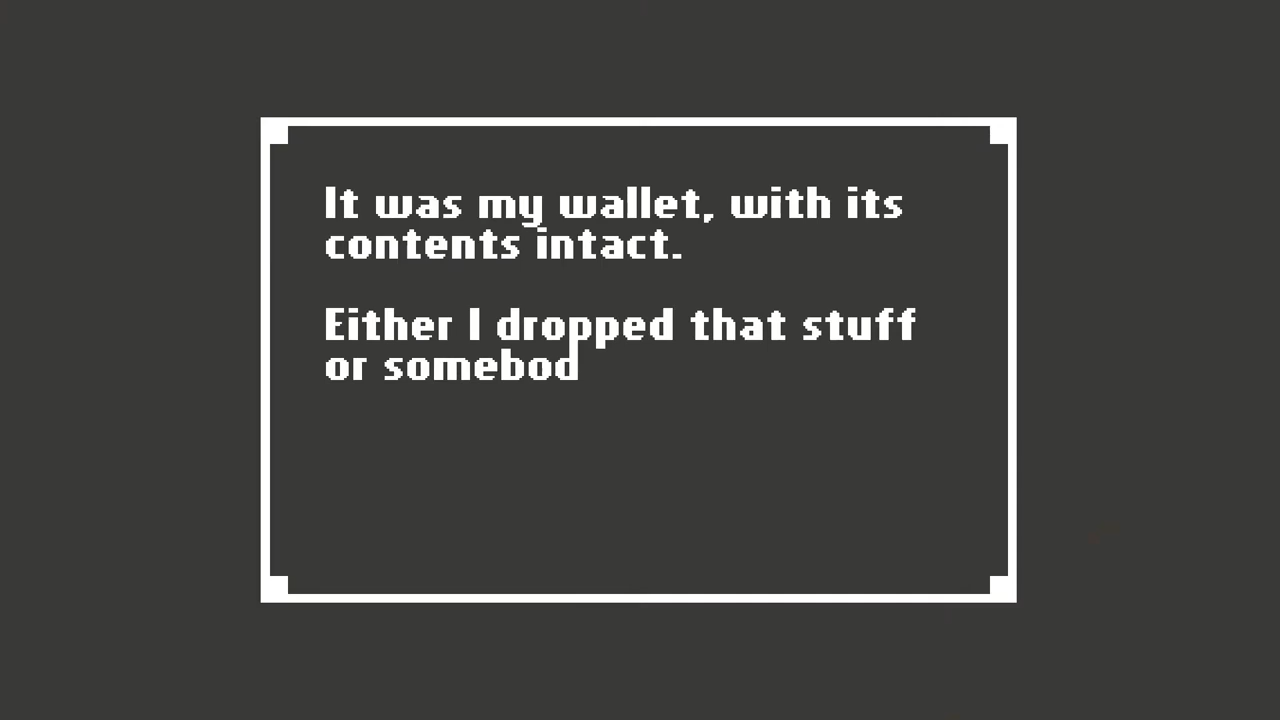 It was my wallet, with its
contents intact.
Either I dropped that stuff
or somebod